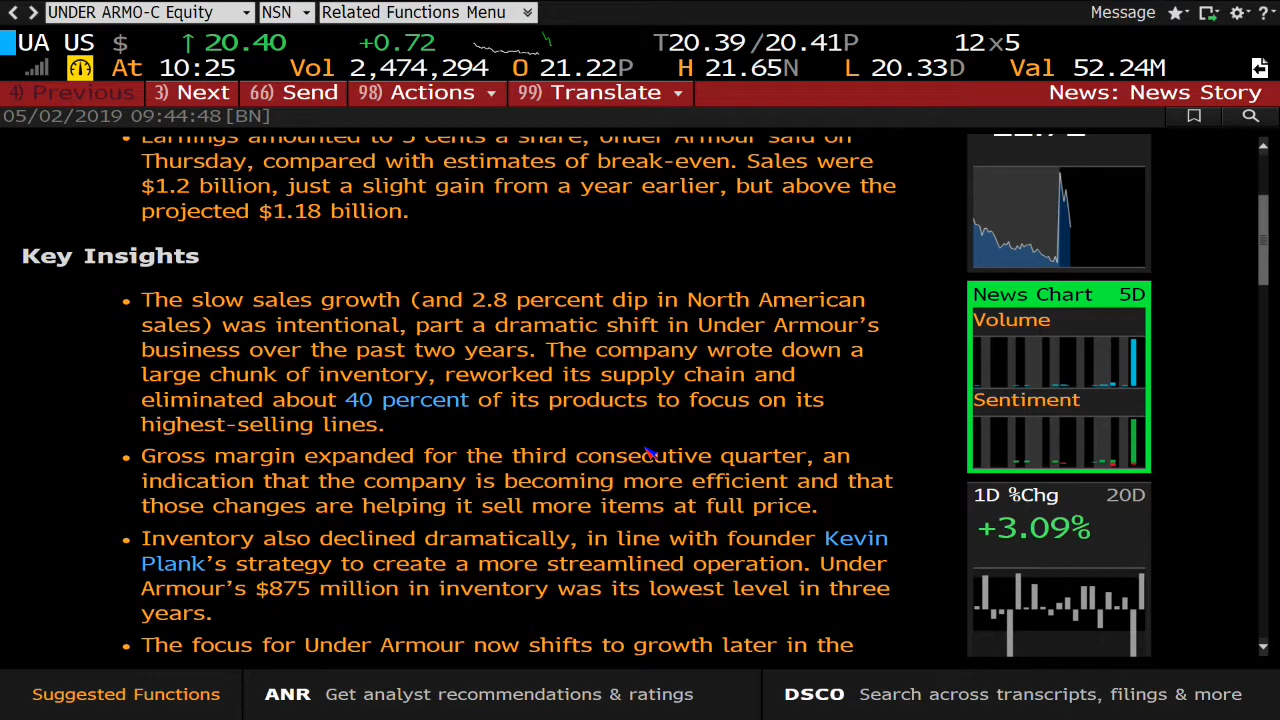 UNDER ARMO-C Equity NSN Related Functions Menu Message ?
UA US $ ↑ 20.40 +0.72 T20.39 /20.41P 12x5
At 10:25 Vol 2,474,294 O 21.22P H 21.65N L 20.33D Val 52.24M
4) Previous 3) Next 66) Send 98) Actions 99) Translate News: News Story
05/02/2019 09:44:48 [BN]
Earnings amounted to 5 cents a share, Under Armour said on
Thursday, compared with estimates of break-even. Sales were
$1.2 billion, just a slight gain from a year earlier, but above the
projected $1.18 billion.
Key Insights
• The slow sales growth (and 2.8 percent dip in North American
sales) was intentional, part a dramatic shift in Under Armour's
business over the past two years. The company wrote down a
large chunk of inventory, reworked its supply chain and
eliminated about 40 percent of its products to focus on its
highest-selling lines.
• Gross margin expanded for the third consecutive quarter, an
indication that the company is becoming more efficient and that
those changes are helping it sell more items at full price.
• Inventory also declined dramatically, in line with founder Kevin
Plank's strategy to create a more streamlined operation. Under
Armour's $875 million in inventory was its lowest level in three
years.
• The focus for Under Armour now shifts to growth later in the
News Chart 5D
Volume
Sentiment
1D %Chg 20D
+3.09%
Suggested Functions ANR Get analyst recommendations & ratings DSCO Search across transcripts, filings & more